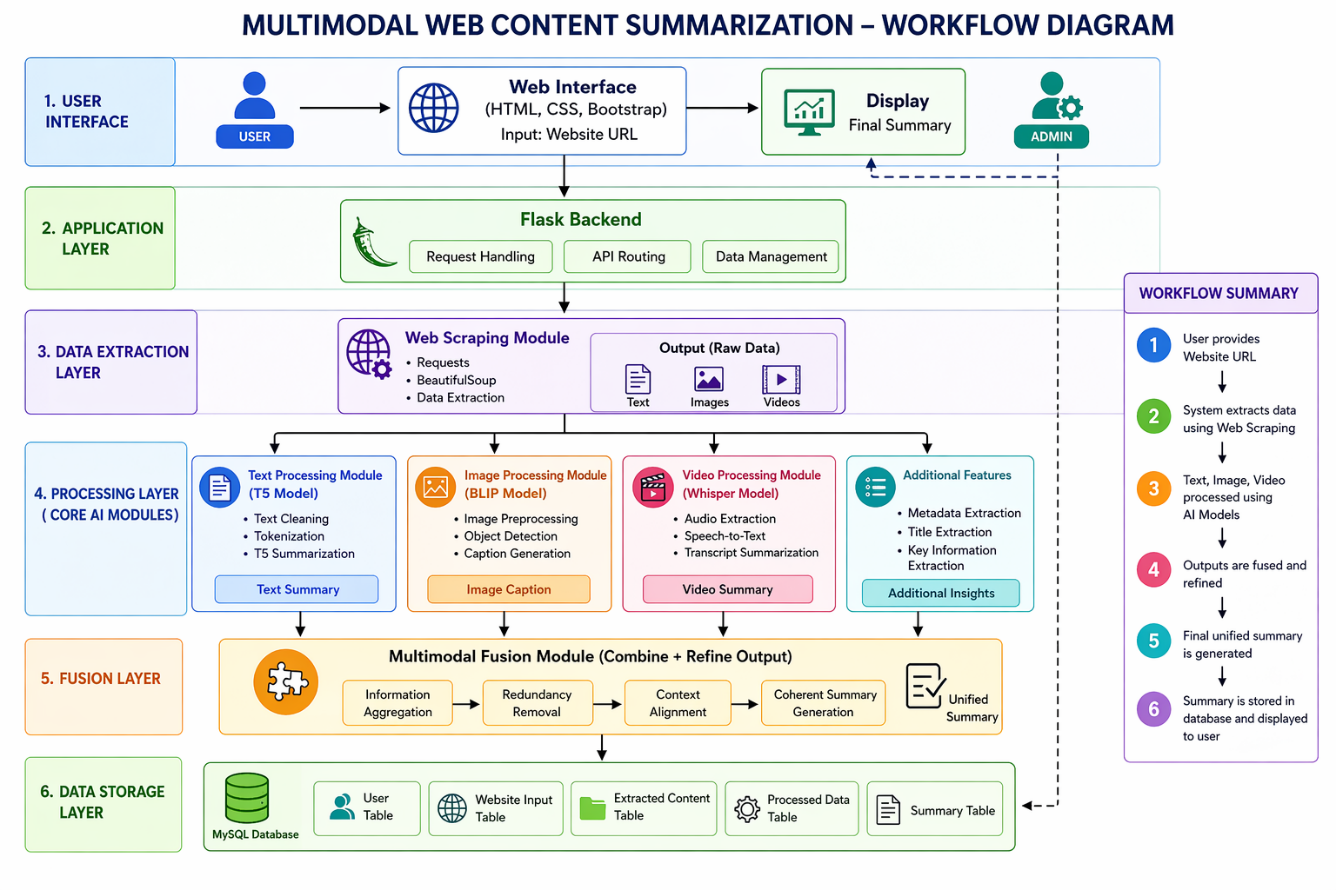 MULTIMODAL WEB CONTENT SUMMARIZATION – WORKFLOW DIAGRAM
1. USER
INTERFACE
USER
Web Interface
(HTML, CSS, Bootstrap)
Input: Website URL
Display
Final Summary
ADMIN
2. APPLICATION
LAYER
Flask Backend
Request Handling
API Routing
Data Management
3. DATA EXTRACTION
LAYER
Web Scraping Module
• Requests
• BeautifulSoup
• Data Extraction
Output (Raw Data)
Text
Images
Videos
4. PROCESSING LAYER
( CORE AI MODULES)
Text Processing Module
(T5 Model)
• Text Cleaning
• Tokenization
• T5 Summarization
Text Summary
Image Processing Module
(BLIP Model)
• Image Preprocessing
• Object Detection
• Caption Generation
Image Caption
Video Processing Module
(Whisper Model)
• Audio Extraction
• Speech-to-Text
• Transcript Summarization
Video Summary
Additional Features
• Metadata Extraction
• Title Extraction
• Key Information
Extraction
Additional Insights
5. FUSION LAYER
Multimodal Fusion Module (Combine + Refine Output)
Information
Aggregation
Redundancy
Removal
Context
Alignment
Coherent Summary
Generation
Unified
Summary
6. DATA STORAGE
LAYER
MySQL Database
User
Table
Website Input
Table
Extracted Content
Table
Processed Data
Table
Summary Table
WORKFLOW SUMMARY
1
User provides
Website URL
2
System extracts data
using Web Scraping
3
Text, Image, Video
processed using
AI Models
4
Outputs are fused and
refined
5
Final unified summary
is generated
6
Summary is stored in
database and displayed
to user